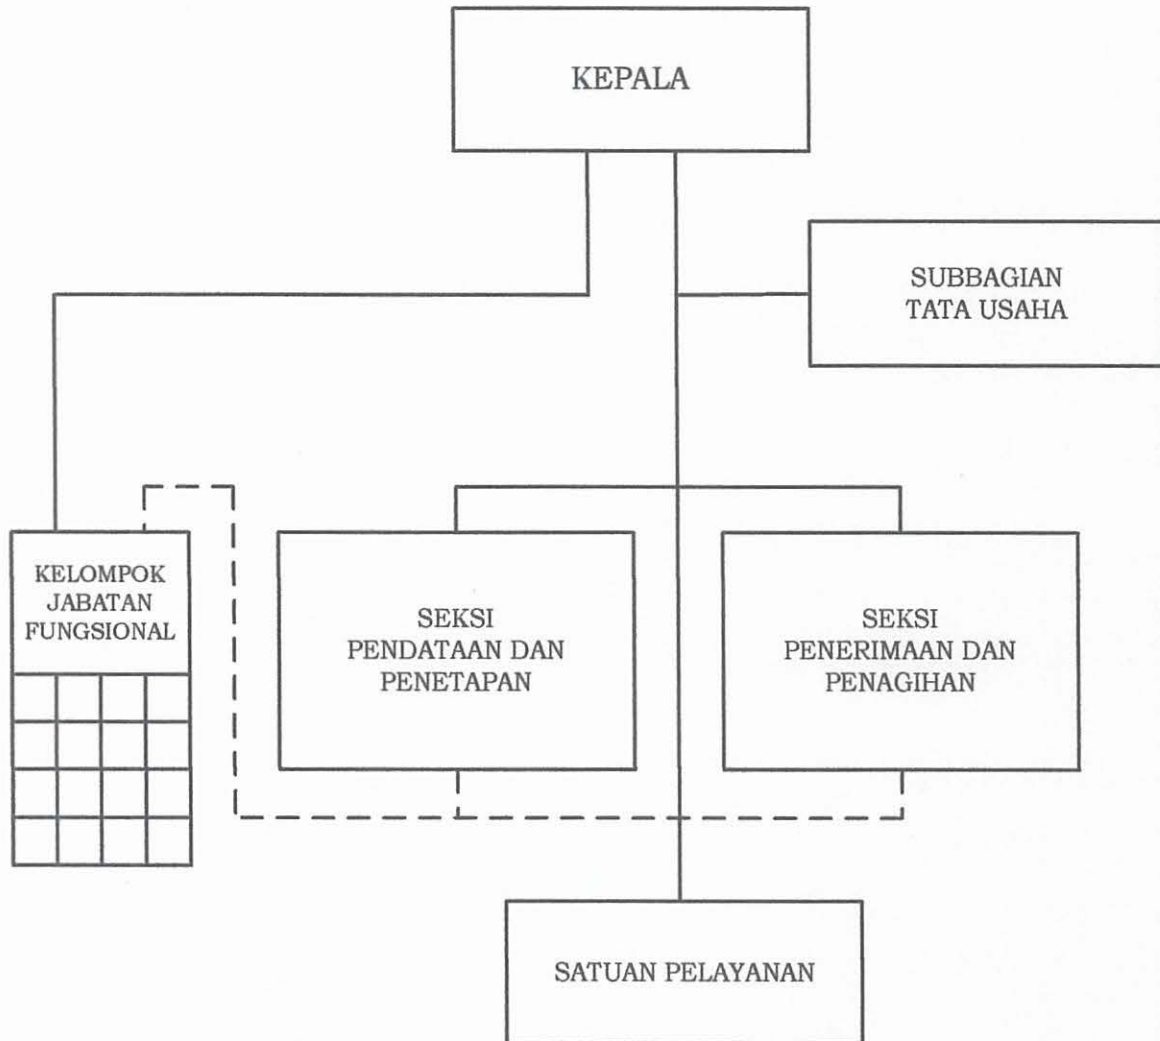 KEPALA
SUBBAGIAN
TATA USAHA
KELOMPOK
JABATAN
FUNGSIONAL
SEKSI
PENDATAAN DAN
PENETAPAN
SEKSI
PENERIMAAN DAN
PENAGIHAN
SATUAN PELAYANAN